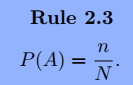 Rule 2.3
P(A) = n/N.